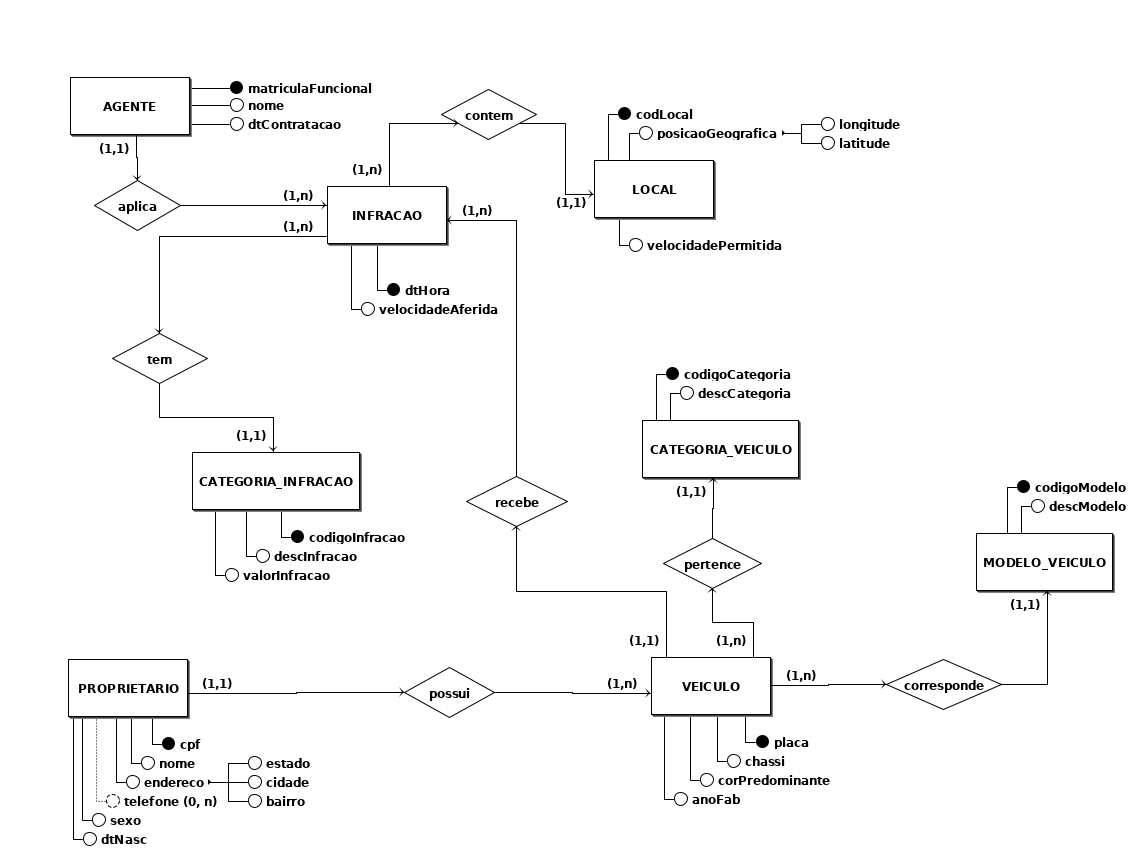 AGENTE
matriculaFuncional
nome
dtContratacao
(1,1)
aplica
(1,n)
contem
(1,n)
codLocal
posicaoGeografica
longitude
latitude
LOCAL
(1,1)
velocidadePermitida
INFRACAO
(1,n)
(1,n)
dtHora
velocidadeAferida
tem
(1,1)
CATEGORIA_INFRACAO
codigoInfracao
descInfracao
valorInfracao
recebe
codigoCategoria
descCategoria
CATEGORIA_VEICULO
(1,1)
pertence
codigoModelo
descModelo
MODELO_VEICULO
(1,1)
(1,1)
(1,n)
PROPRIETARIO
(1,1)
possui
(1,n)
VEICULO
(1,n)
corresponde
cpf
nome
endereco
estado
cidade
bairro
telefone (0, n)
sexo
dtNasc
placa
chassi
corPredominante
anoFab